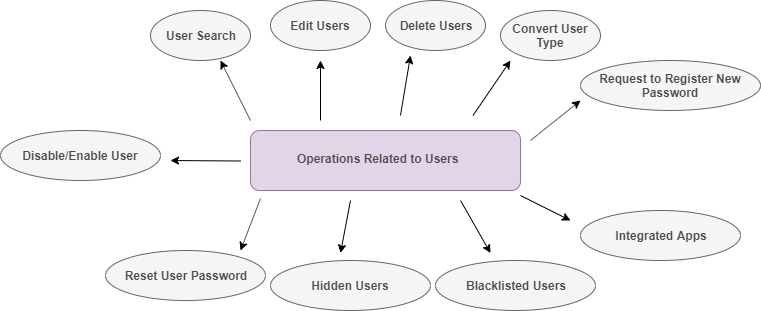 User Search
Edit Users
Delete Users
Convert User
Type
Request to Register New
Password
Disable/Enable User
Operations Related to Users
Integrated Apps
Reset User Password
Hidden Users
Blacklisted Users